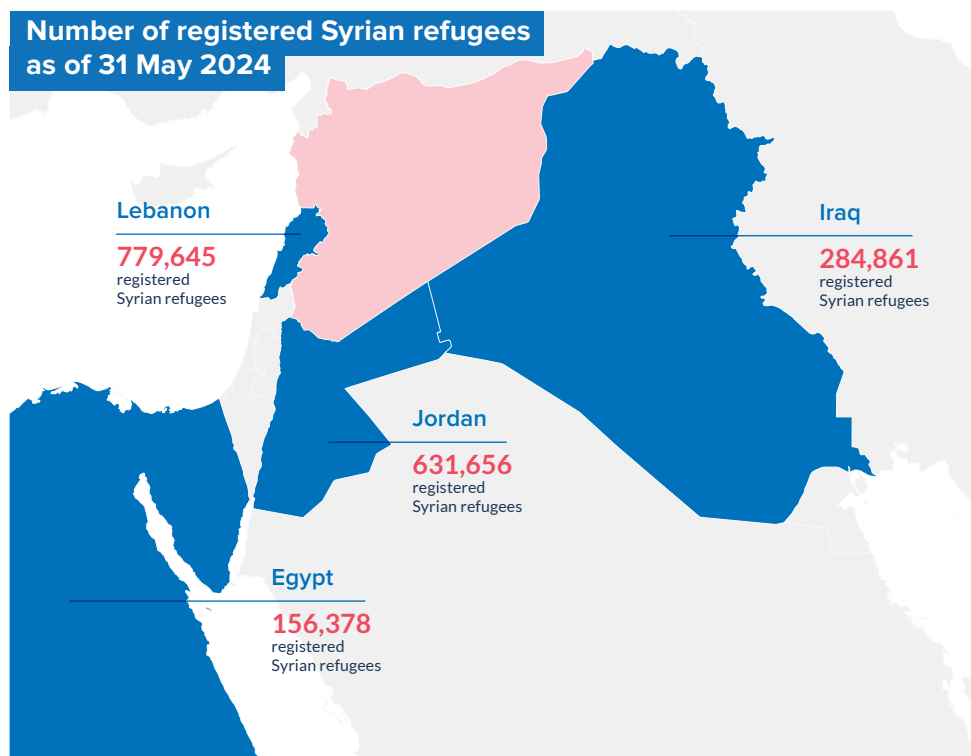 Number of registered Syrian refugees
as of 31 May 2024
Lebanon
779,645
registered
Syrian refugees
Iraq
284,861
registered
Syrian refugees
Jordan
631,656
registered
Syrian refugees
Egypt
156,378
registered
Syrian refugees